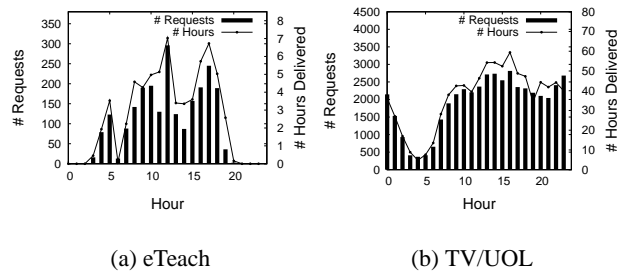 # Requests
# Hours
350
300
250
200
150
100
50
0
8
7
6
5
4
3
2
1
0
0 5 10 15 20
# Requests
# Hours Delivered
Hour
(a) eTeach
# Requests
# Hours
4500
4000
3500
3000
2500
2000
1500
1000
500
0
80
70
60
50
40
30
20
10
0
0 5 10 15 20
# Requests
# Hours Delivered
Hour
(b) TV/UOL